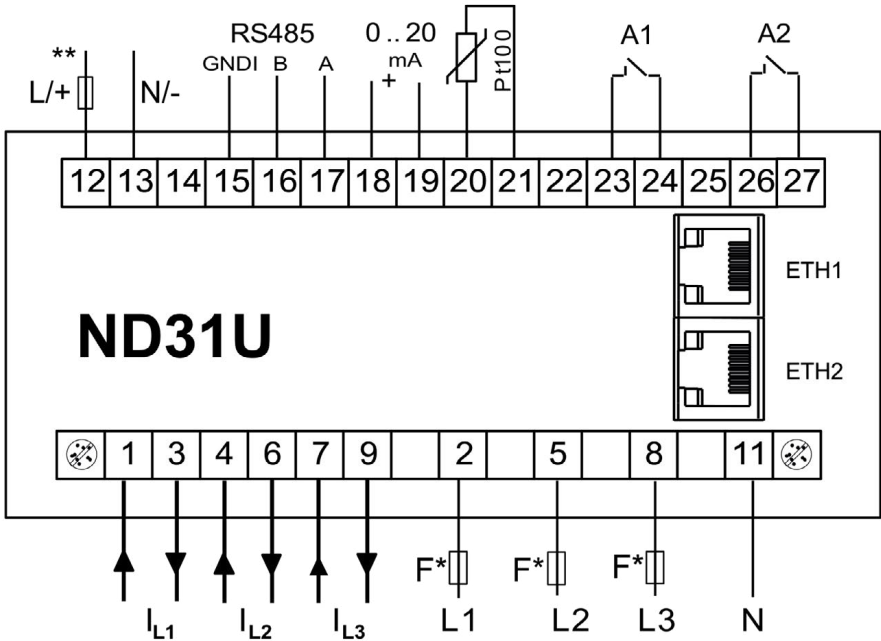 ** RS485 0 .. 20 A1 A2
GNDI B A mA
L/+ N/- + Pt100
12 13 14 15 16 17 18 19 20 21 22 23 24 25 26 27
ETH1
ND31U
ETH2
1 3 4 6 7 9 2 5 8 11
F* F* F*
IL1 IL2 IL3 L1 L2 L3 N